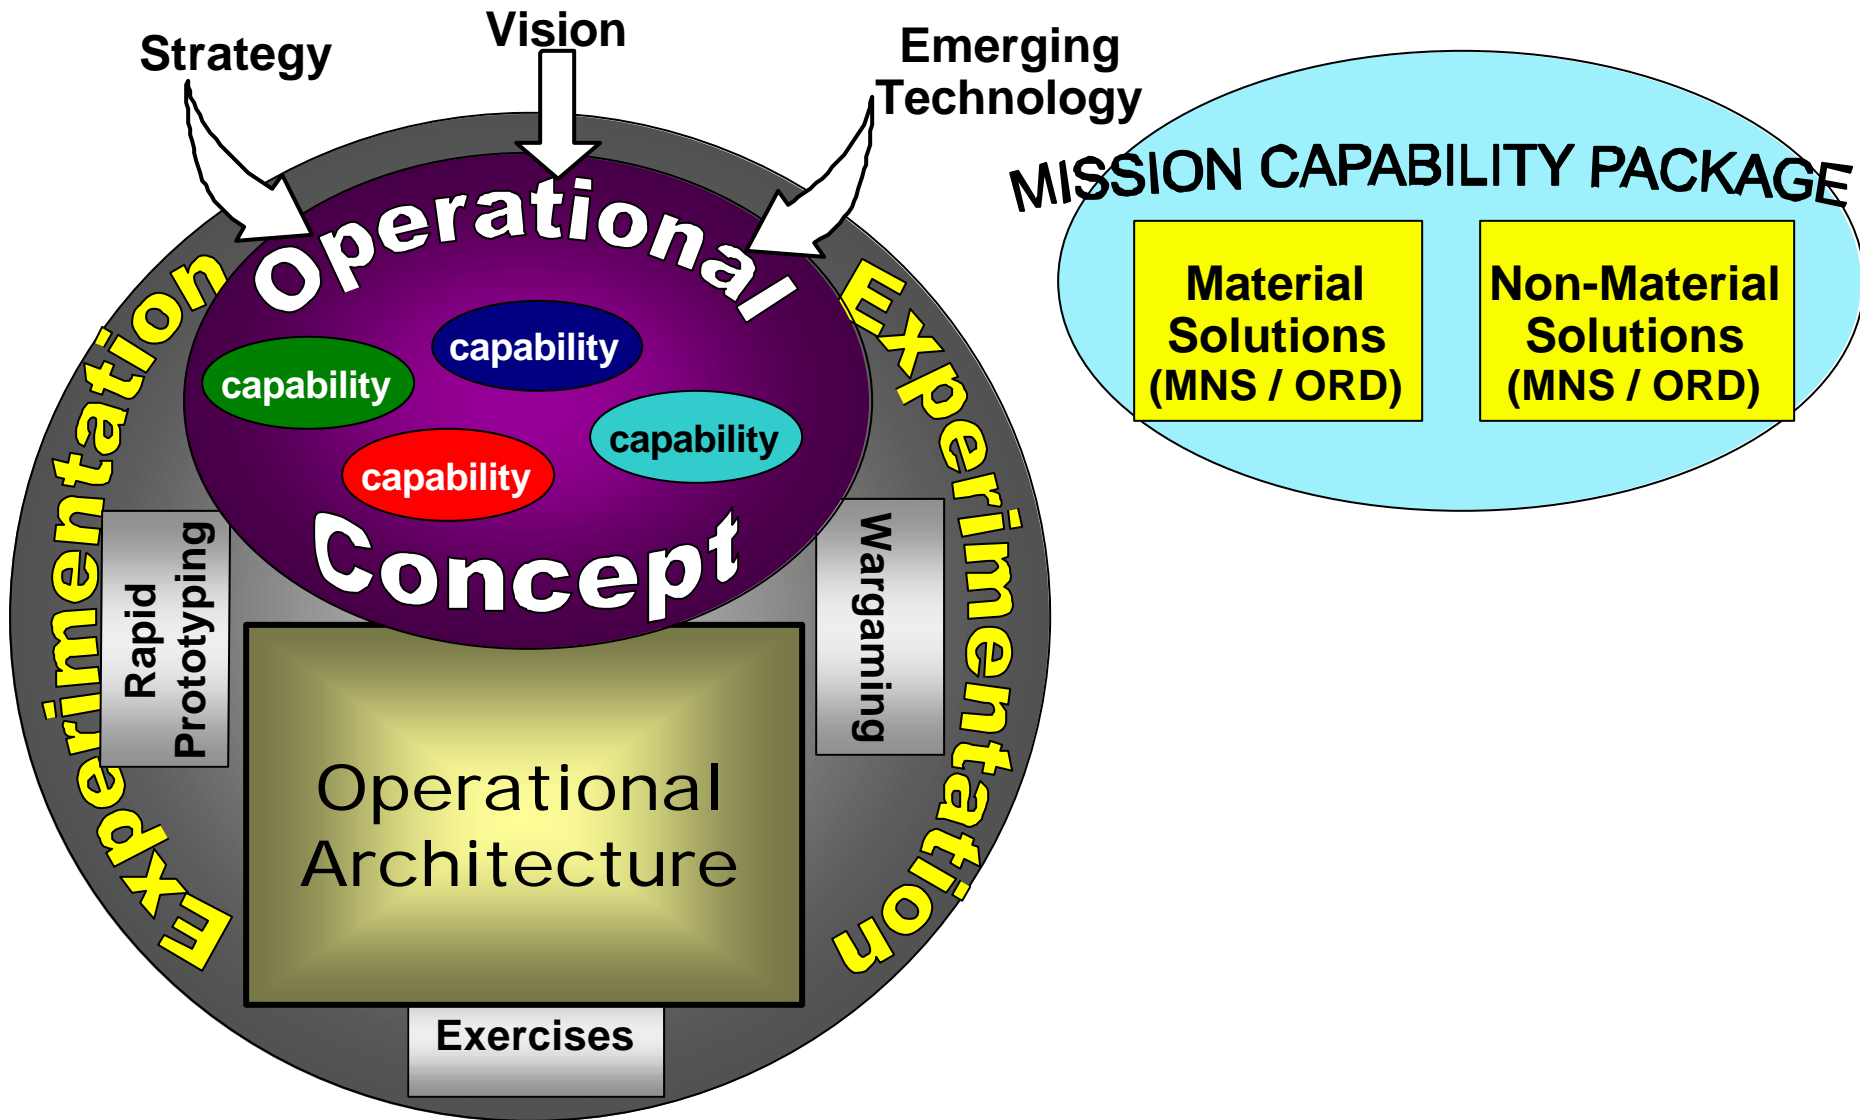 Strategy
Vision
Emerging
Technology
MISSION CAPABILITY PACKAGE
Material
Solutions
(MNS / ORD)
Non-Material
Solutions
(MNS / ORD)
Operational
capability
capability
capability
capability
Concept
Experimentation
Experimentation
Rapid
Prototyping
Wargaming
Operational
Architecture
Exercises